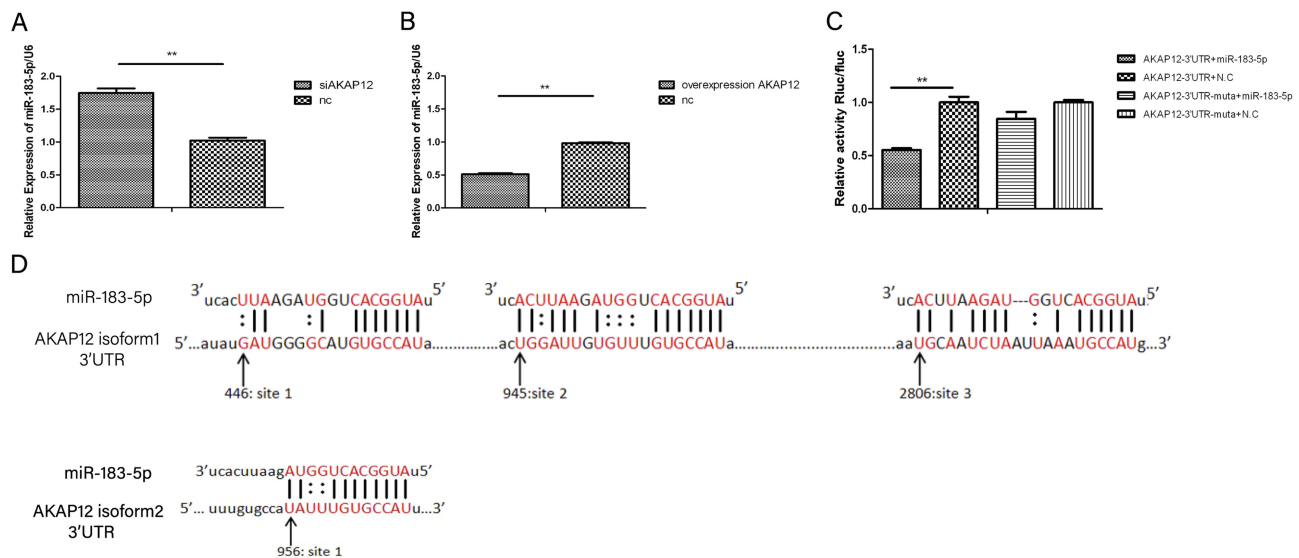 A
Relative Expression of miR-183-5p/U6
2.0
1.5
1.0
0.5
0.0
**
siAKAP12
nc
B
Relative Expression of miR-183-5p/U6
2.0
1.5
1.0
0.5
0.0
**
overexpression AKAP12
nc
C
Relative activity Rluc/fluc
1.5
1.0
0.5
0.0
**
AKAP12-3'UTR+miR-183-5p
AKAP12-3'UTR+N.C
AKAP12-3'UTR-muta+miR-183-5p
AKAP12-3'UTR-muta+N.C
D
miR-183-5p 3' ucacUUAAGAUGGUCACGGUAu 5' 3' ucACUUAAGAUGGUCACGGUAu 5' 3' ucACUUAAGAU---GGUCACGGUAu 5'
AKAP12 isoform1 5'...auauGAUGGGGCAUGUGCCAUa............acUGGAUUGUGUUUGUGCCAUa..........................................aaUGCAAUCUAAUUAAAUGCCAUg...3'
3'UTR
446: site 1 945:site 2 2806:site 3
miR-183-5p 3'ucacuuaagAUGGUCACGGUAu5'
AKAP12 isoform2 5'... uuugugccaUAUUUGUGCCAUu...3'
3'UTR
956: site 1